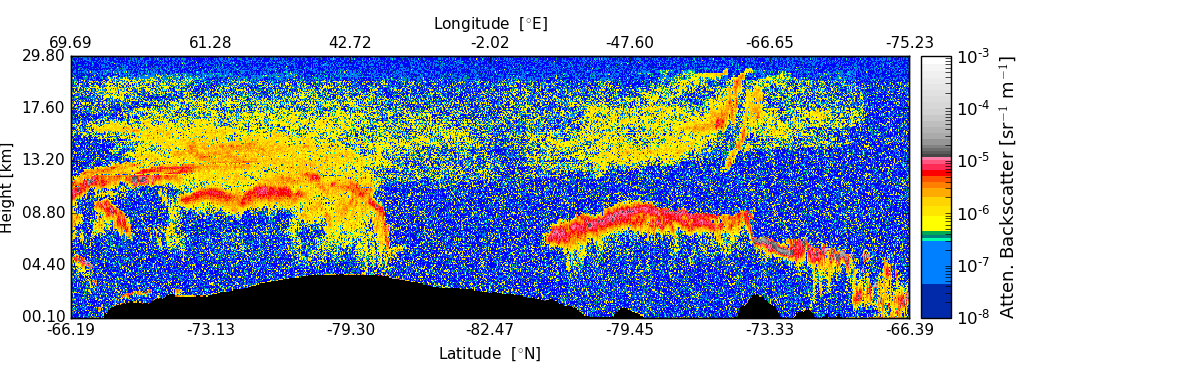 Longitude [°E]
69.69 61.28 42.72 -2.02 -47.60 -66.65 -75.23
29.80
17.60
13.20
08.80
04.40
00.10
Height [km]
-66.19 -73.13 -79.30 -82.47 -79.45 -73.33 -66.39
Latitude [°N]
10⁻³
10⁻⁴
10⁻⁵
10⁻⁶
10⁻⁷
10⁻⁸
Atten. Backscatter [sr⁻¹ m⁻¹]